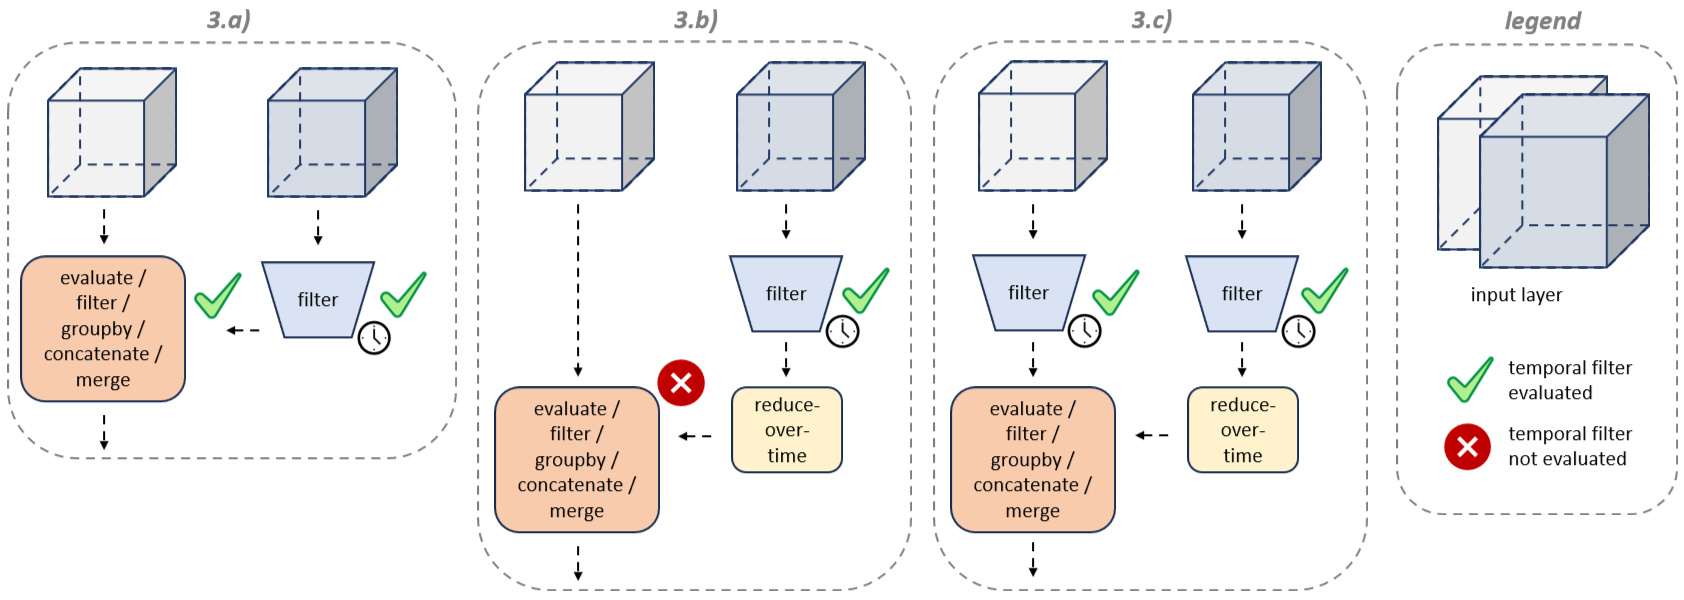 3.a)
evaluate /
filter /
groupby /
concatenate /
merge
filter
3.b)
filter
evaluate /
filter /
groupby /
concatenate /
merge
reduce-
over-
time
3.c)
filter
filter
evaluate /
filter /
groupby /
concatenate /
merge
reduce-
over-
time
legend
input layer
temporal filter
evaluated
temporal filter
not evaluated